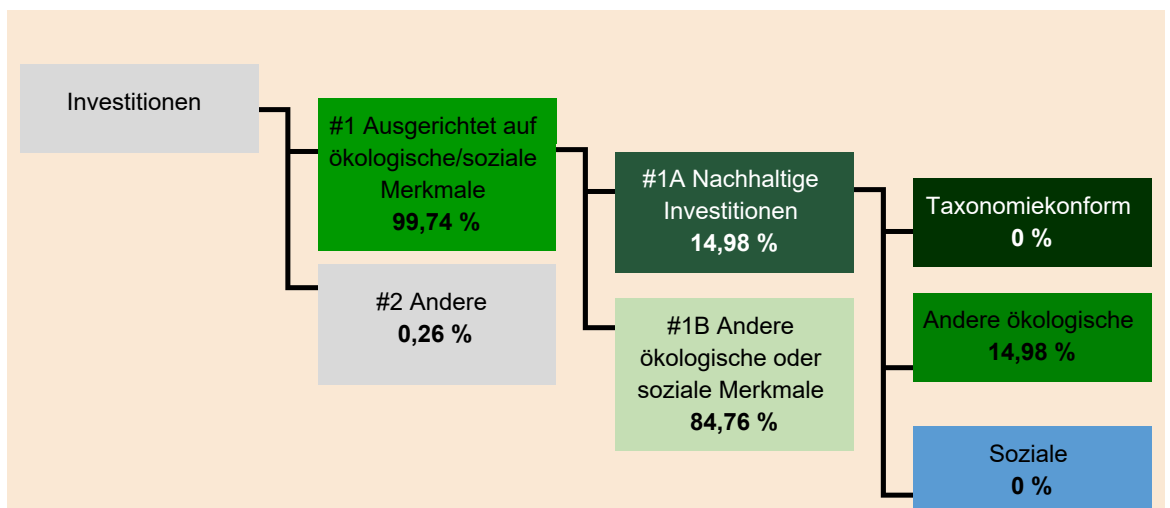 Investitionen
#1 Ausgerichtet auf
ökologische/soziale
Merkmale
99,74 %
#2 Andere
0,26 %
#1A Nachhaltige
Investitionen
14,98 %
#1B Andere
ökologische oder
soziale Merkmale
84,76 %
Taxonomiekonform
0 %
Andere ökologische
14,98 %
Soziale
0 %